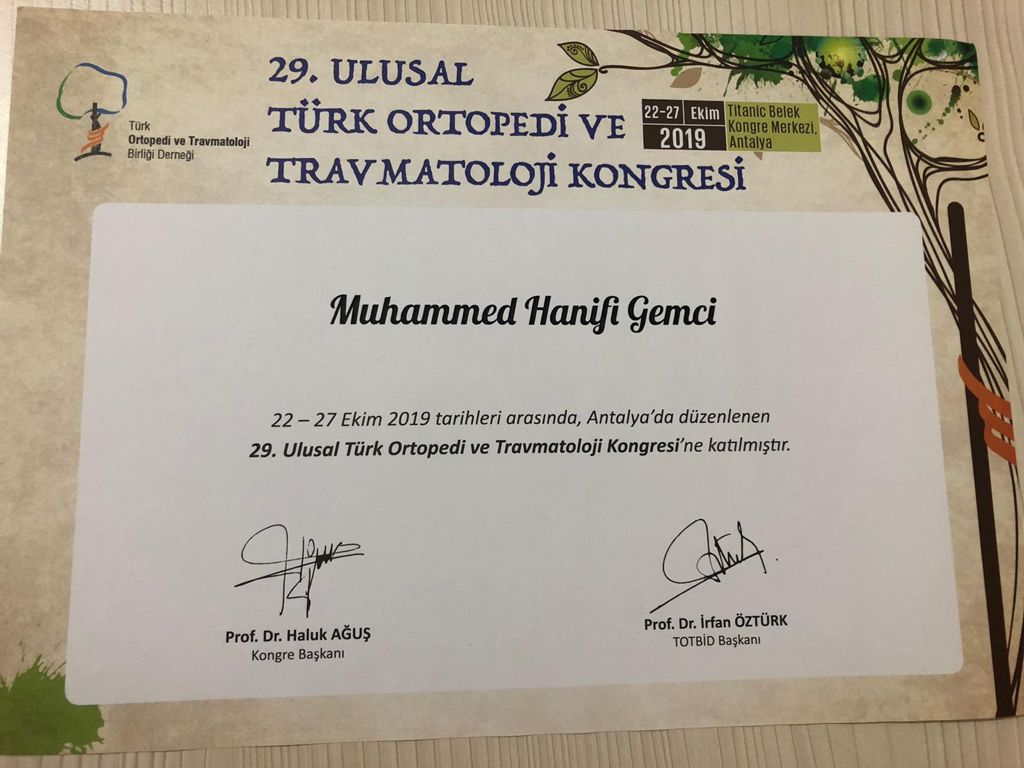 Türk
Ortopedi ve Travmatoloji
Birliği Derneği
29. ULUSAL
TÜRK ORTOPEDİ VE
TRAVMATOLOJİ KONGRESİ
22-27 Ekim
2019
Titanic Belek
Kongre Merkezi,
Antalya
Muhammed Hanifi Gemci
22 – 27 Ekim 2019 tarihleri arasında, Antalya'da düzenlenen
29. Ulusal Türk Ortopedi ve Travmatoloji Kongresi'ne katılmıştır.
Prof. Dr. Haluk AĞUŞ
Kongre Başkanı
Prof. Dr. İrfan ÖZTÜRK
TOTBİD Başkanı